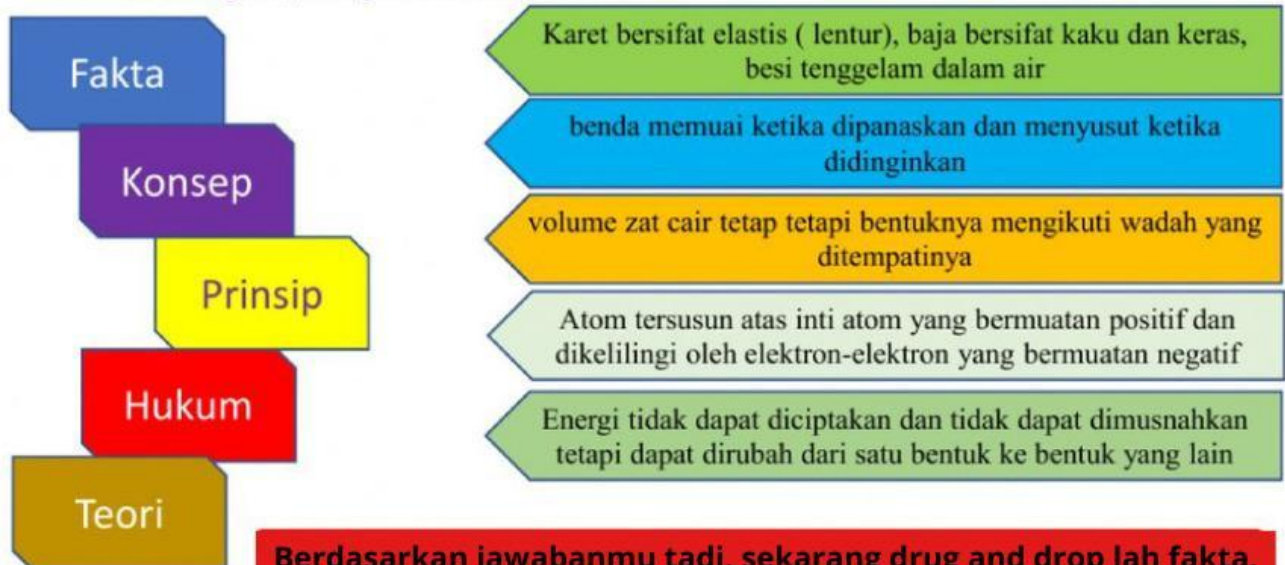 Fakta
Konsep
Prinsip
Hukum
Teori
Karet bersifat elastis ( lentur), baja bersifat kaku dan keras,
besi tenggelam dalam air
benda memuai ketika dipanaskan dan menyusut ketika
didinginkan
volume zat cair tetap tetapi bentuknya mengikuti wadah yang
ditempatinya
Atom tersusun atas inti atom yang bermuatan positif dan
dikelilingi oleh elektron-elektron yang bermuatan negatif
Energi tidak dapat diciptakan dan tidak dapat dimusnahkan
tetapi dapat dirubah dari satu bentuk ke bentuk yang lain
Berdasarkan jawabanmu tadi, sekarang drug and drop lah fakta,